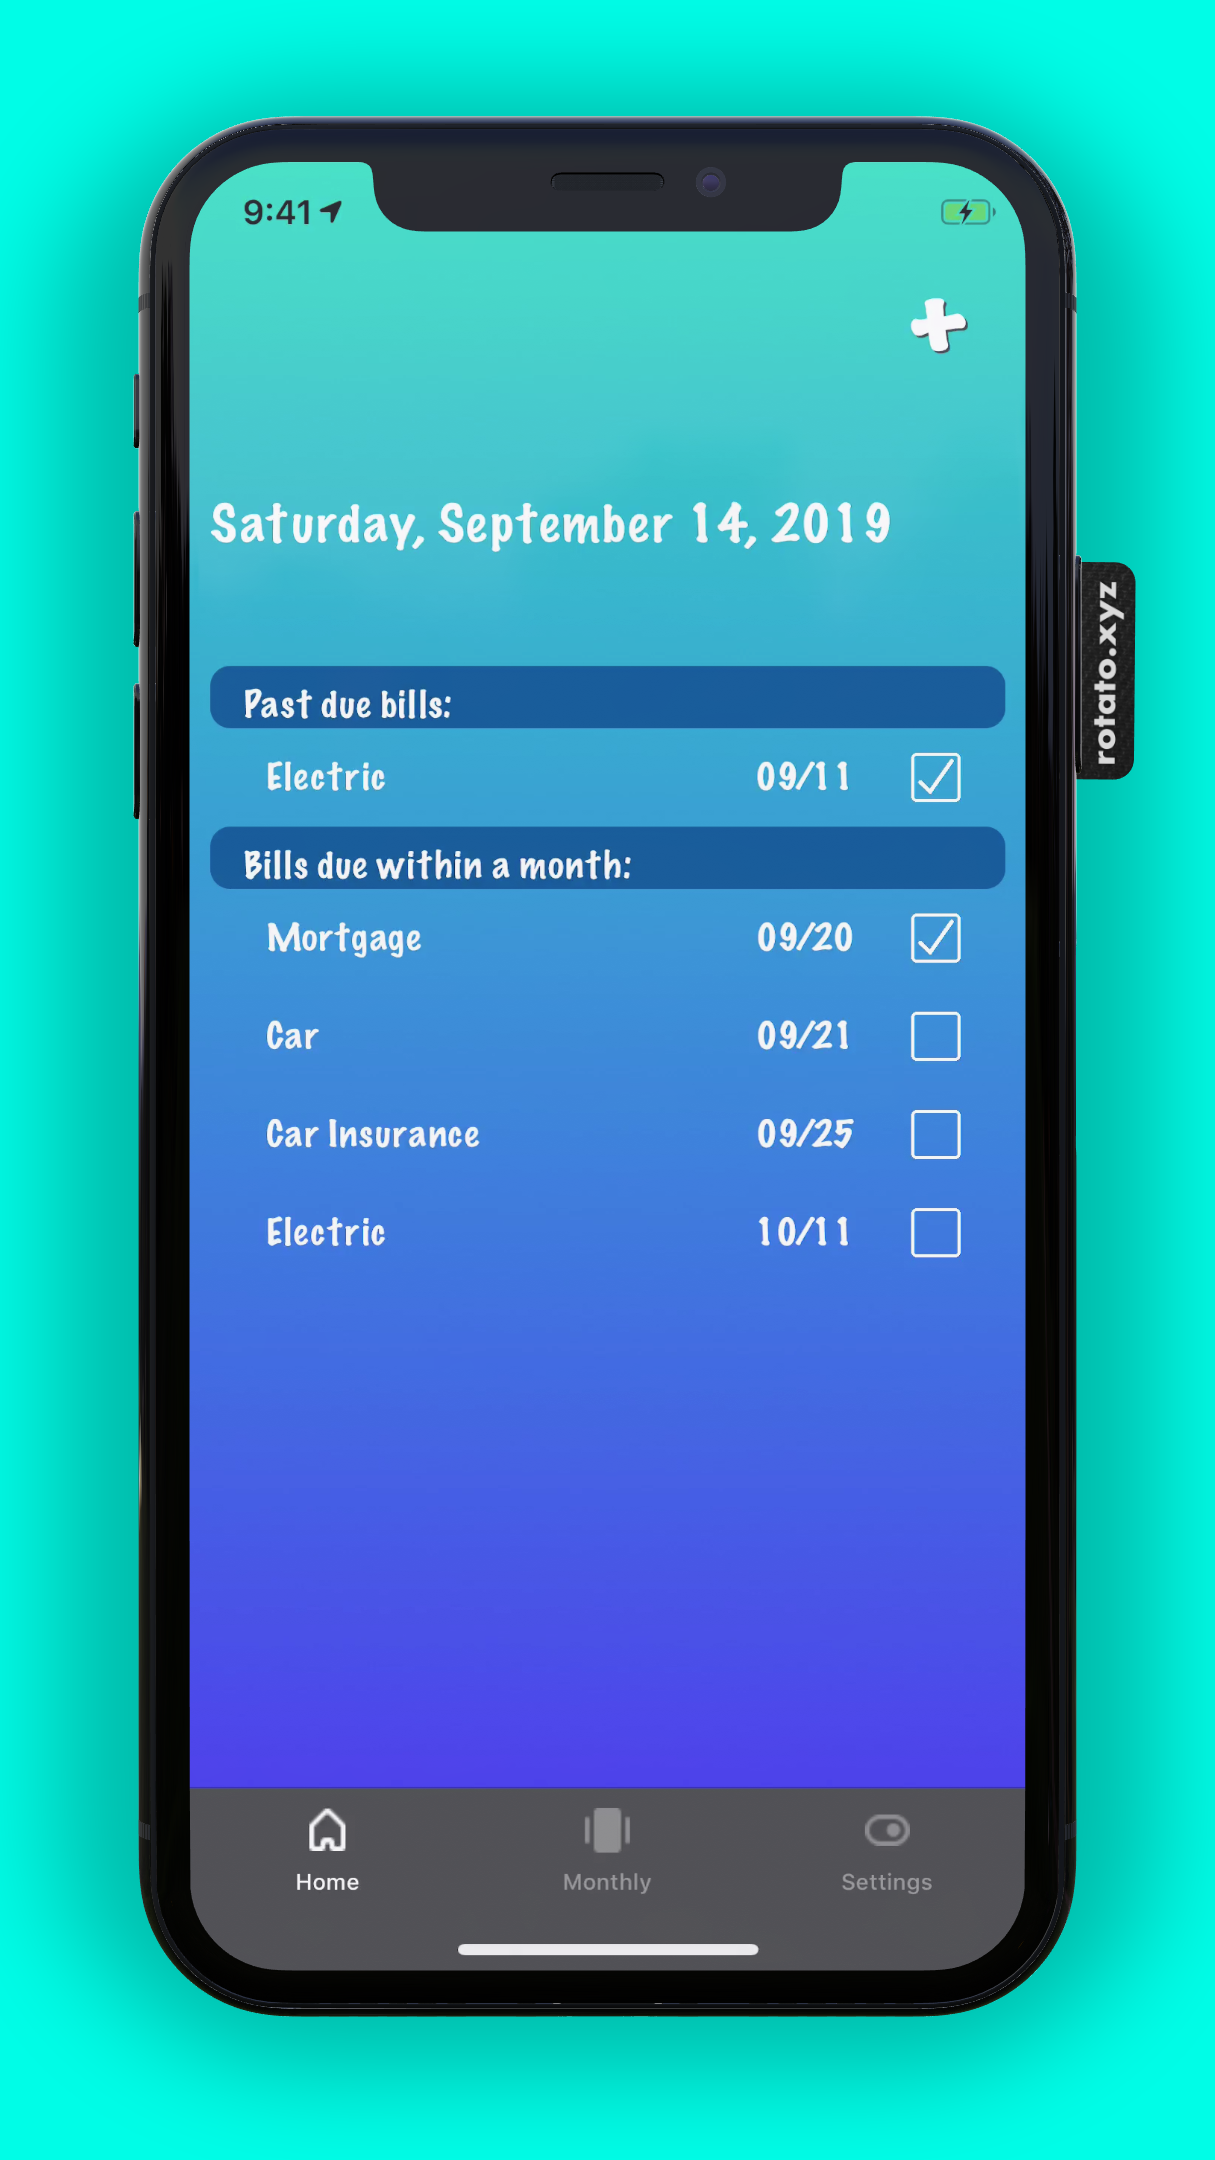 9:41
Saturday, September 14, 2019
Past due bills:
Electric 09/11
Bills due within a month:
Mortgage 09/20
Car 09/21
Car Insurance 09/25
Electric 10/11
Home Monthly Settings
rotato.xyz